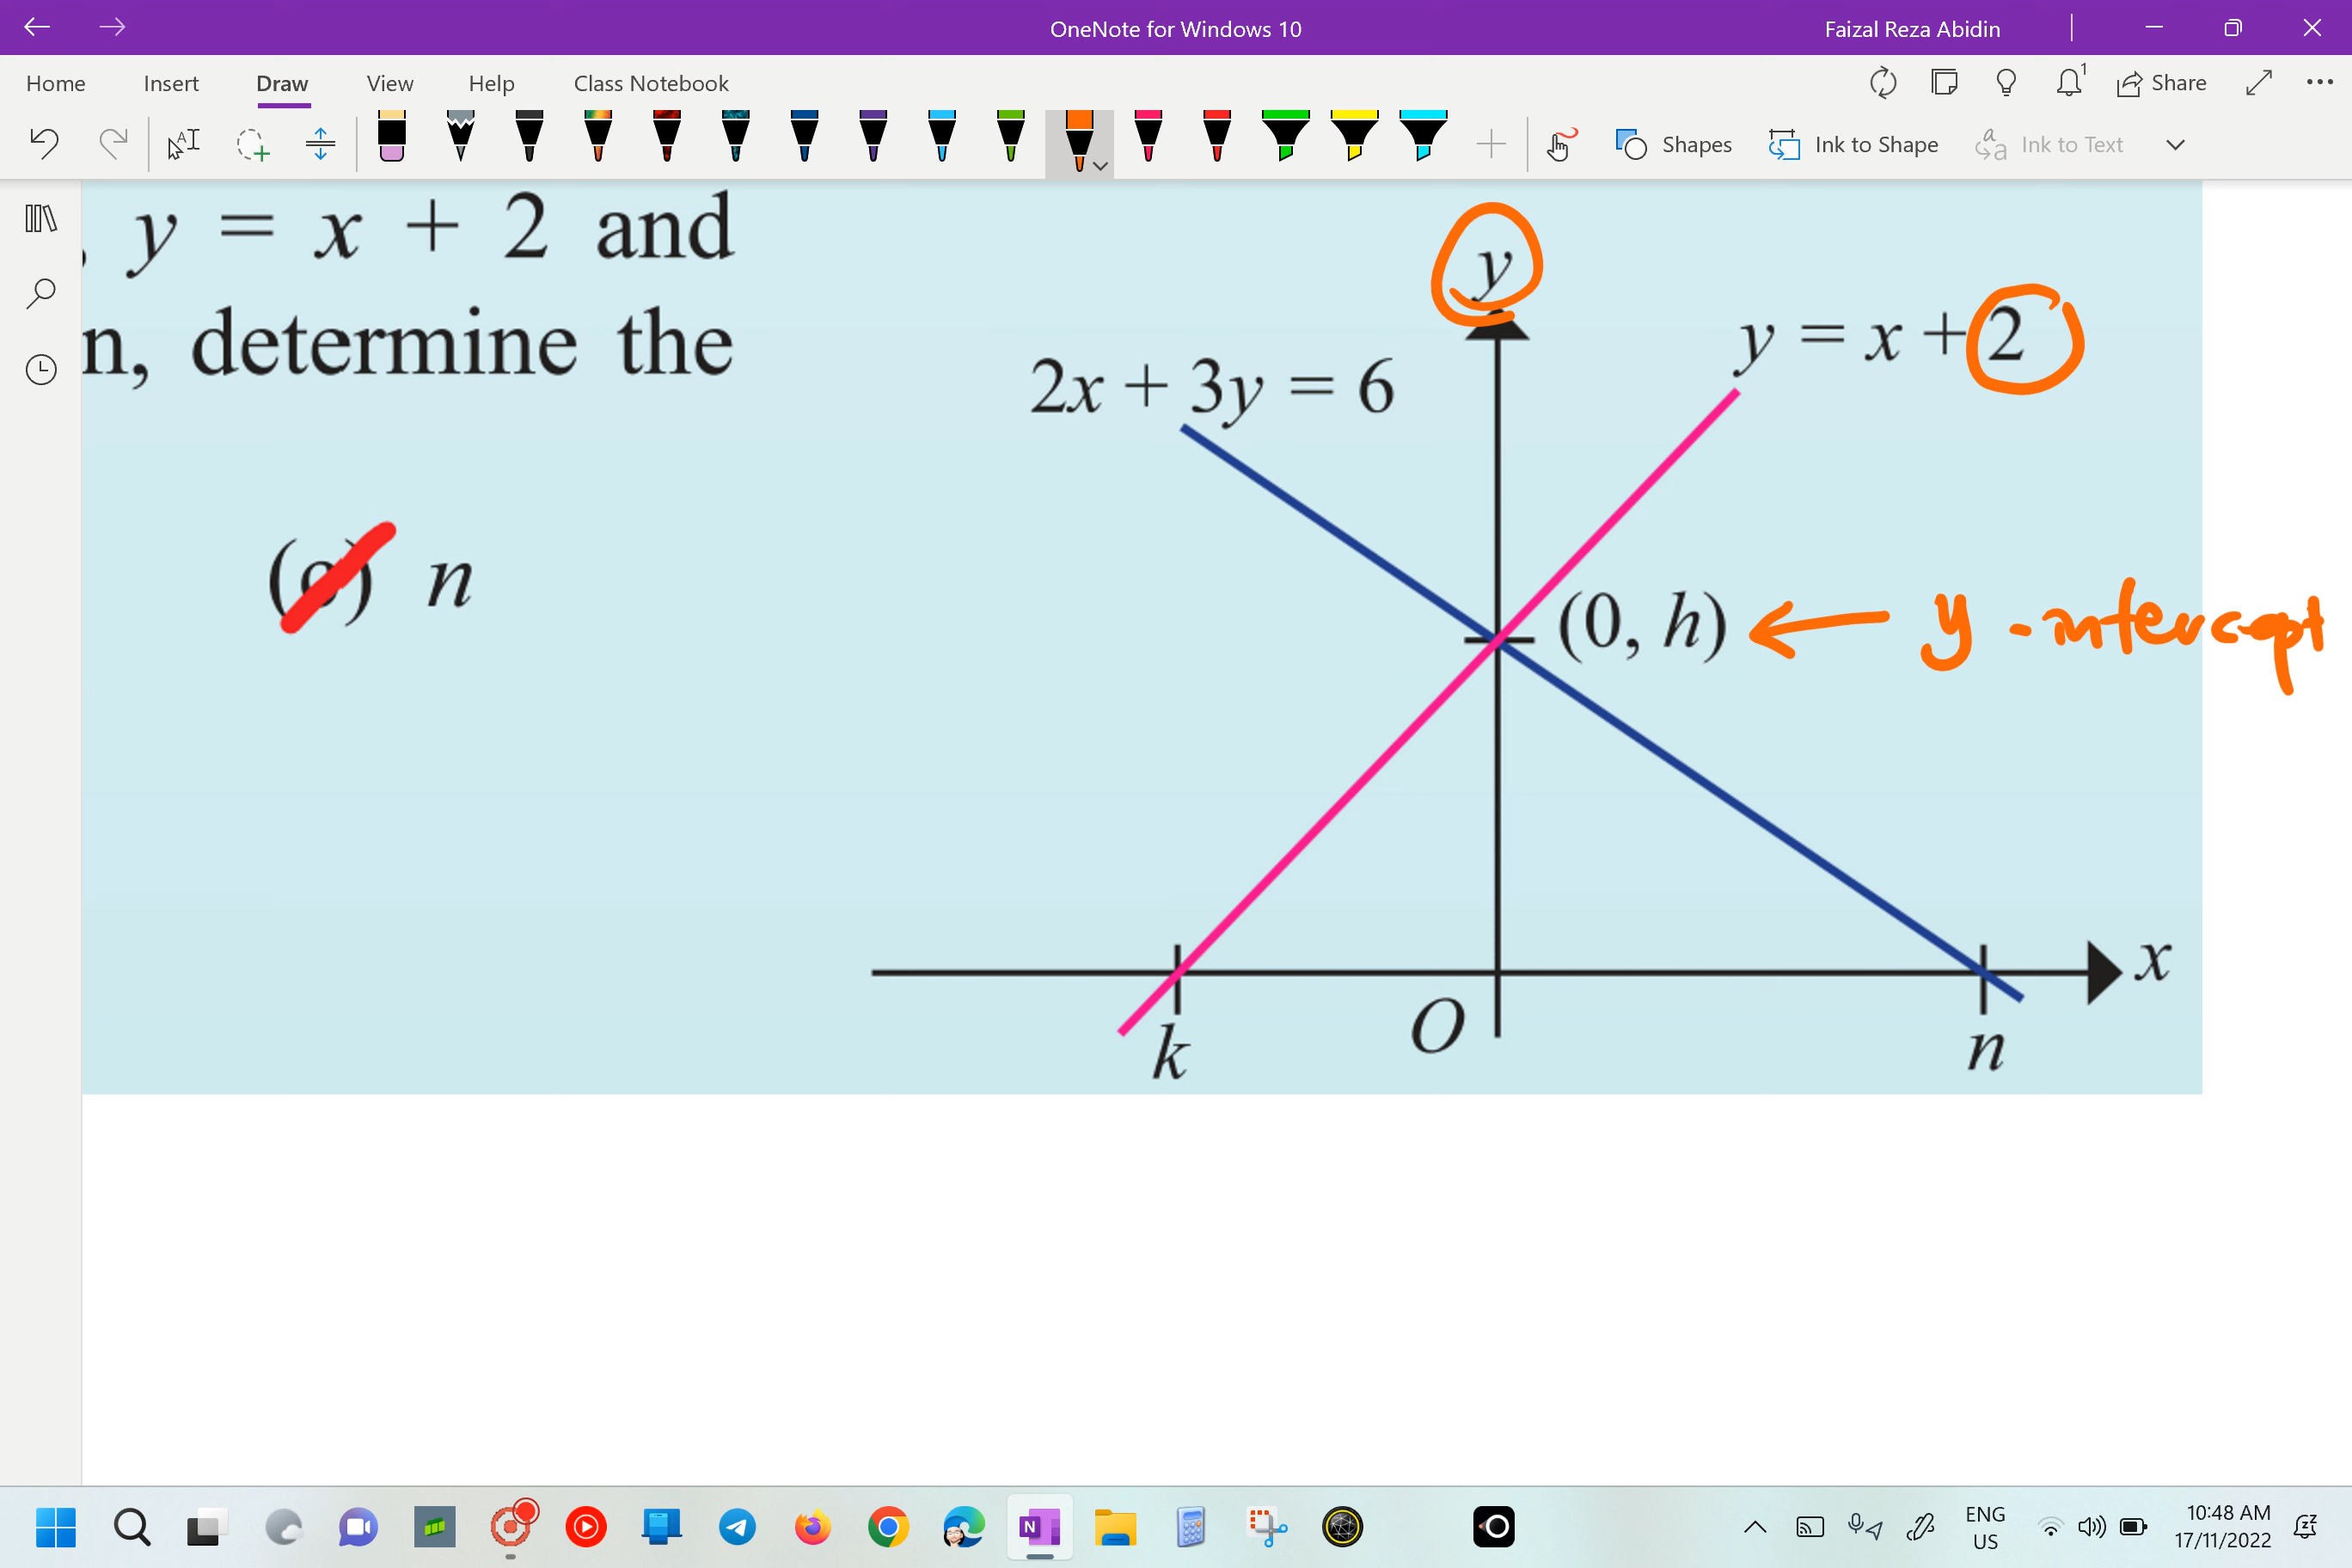 OneNote for Windows 10
Faizal Reza Abidin
Home Insert Draw View Help Class Notebook
1
Share
Shapes
Ink to Shape
Ink to Text
y = x + 2 and
n, determine the
n
y
2x + 3y = 6
y = x + 2
(0, h)
y - intercept
x
O
k
n
ENG
US
10:48 AM
17/11/2022